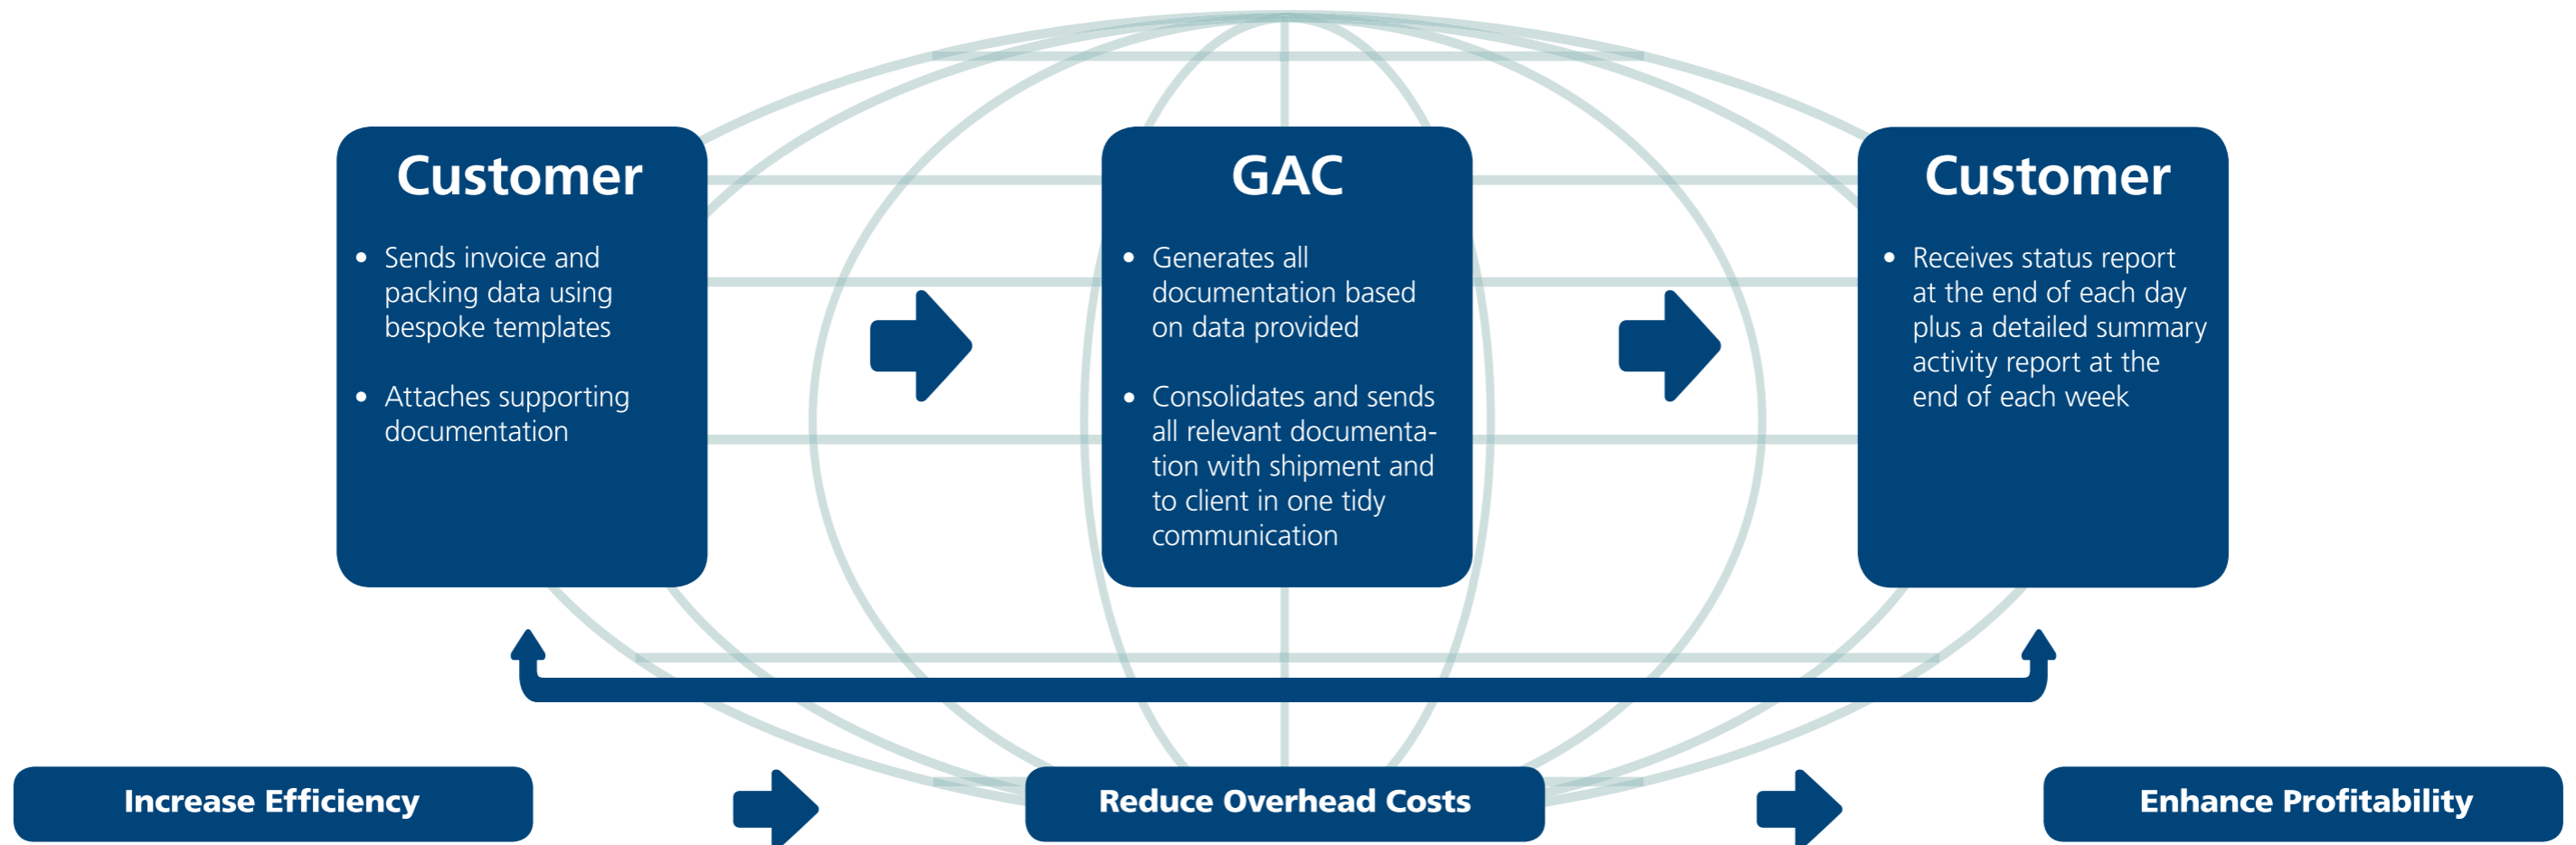 Customer
• Sends invoice and
packing data using
bespoke templates
• Attaches supporting
documentation
GAC
• Generates all
documentation based
on data provided
• Consolidates and sends
all relevant documenta-
tion with shipment and
to client in one tidy
communication
Customer
• Receives status report
at the end of each day
plus a detailed summary
activity report at the
end of each week
Increase Efficiency
Reduce Overhead Costs
Enhance Profitability